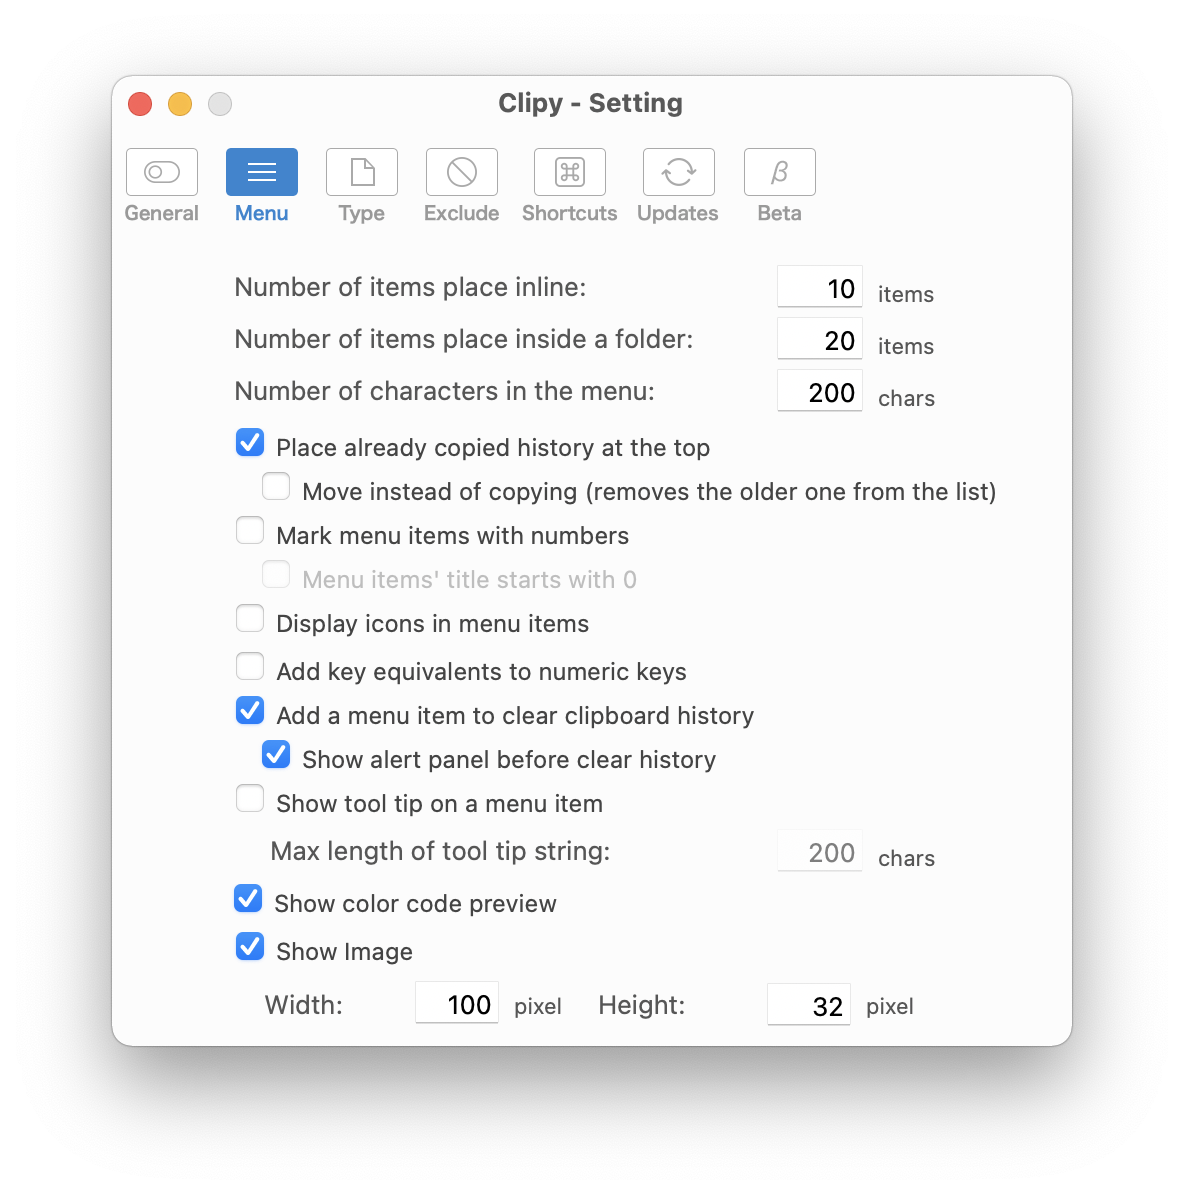 Clipy - Setting
β
General Menu Type Exclude Shortcuts Updates Beta
Number of items place inline: 10 items
Number of items place inside a folder: 20 items
Number of characters in the menu: 200 chars
Place already copied history at the top
Move instead of copying (removes the older one from the list)
Mark menu items with numbers
Menu items' title starts with 0
Display icons in menu items
Add key equivalents to numeric keys
Add a menu item to clear clipboard history
Show alert panel before clear history
Show tool tip on a menu item
Max length of tool tip string: 200 chars
Show color code preview
Show Image
Width: 100 pixel Height: 32 pixel